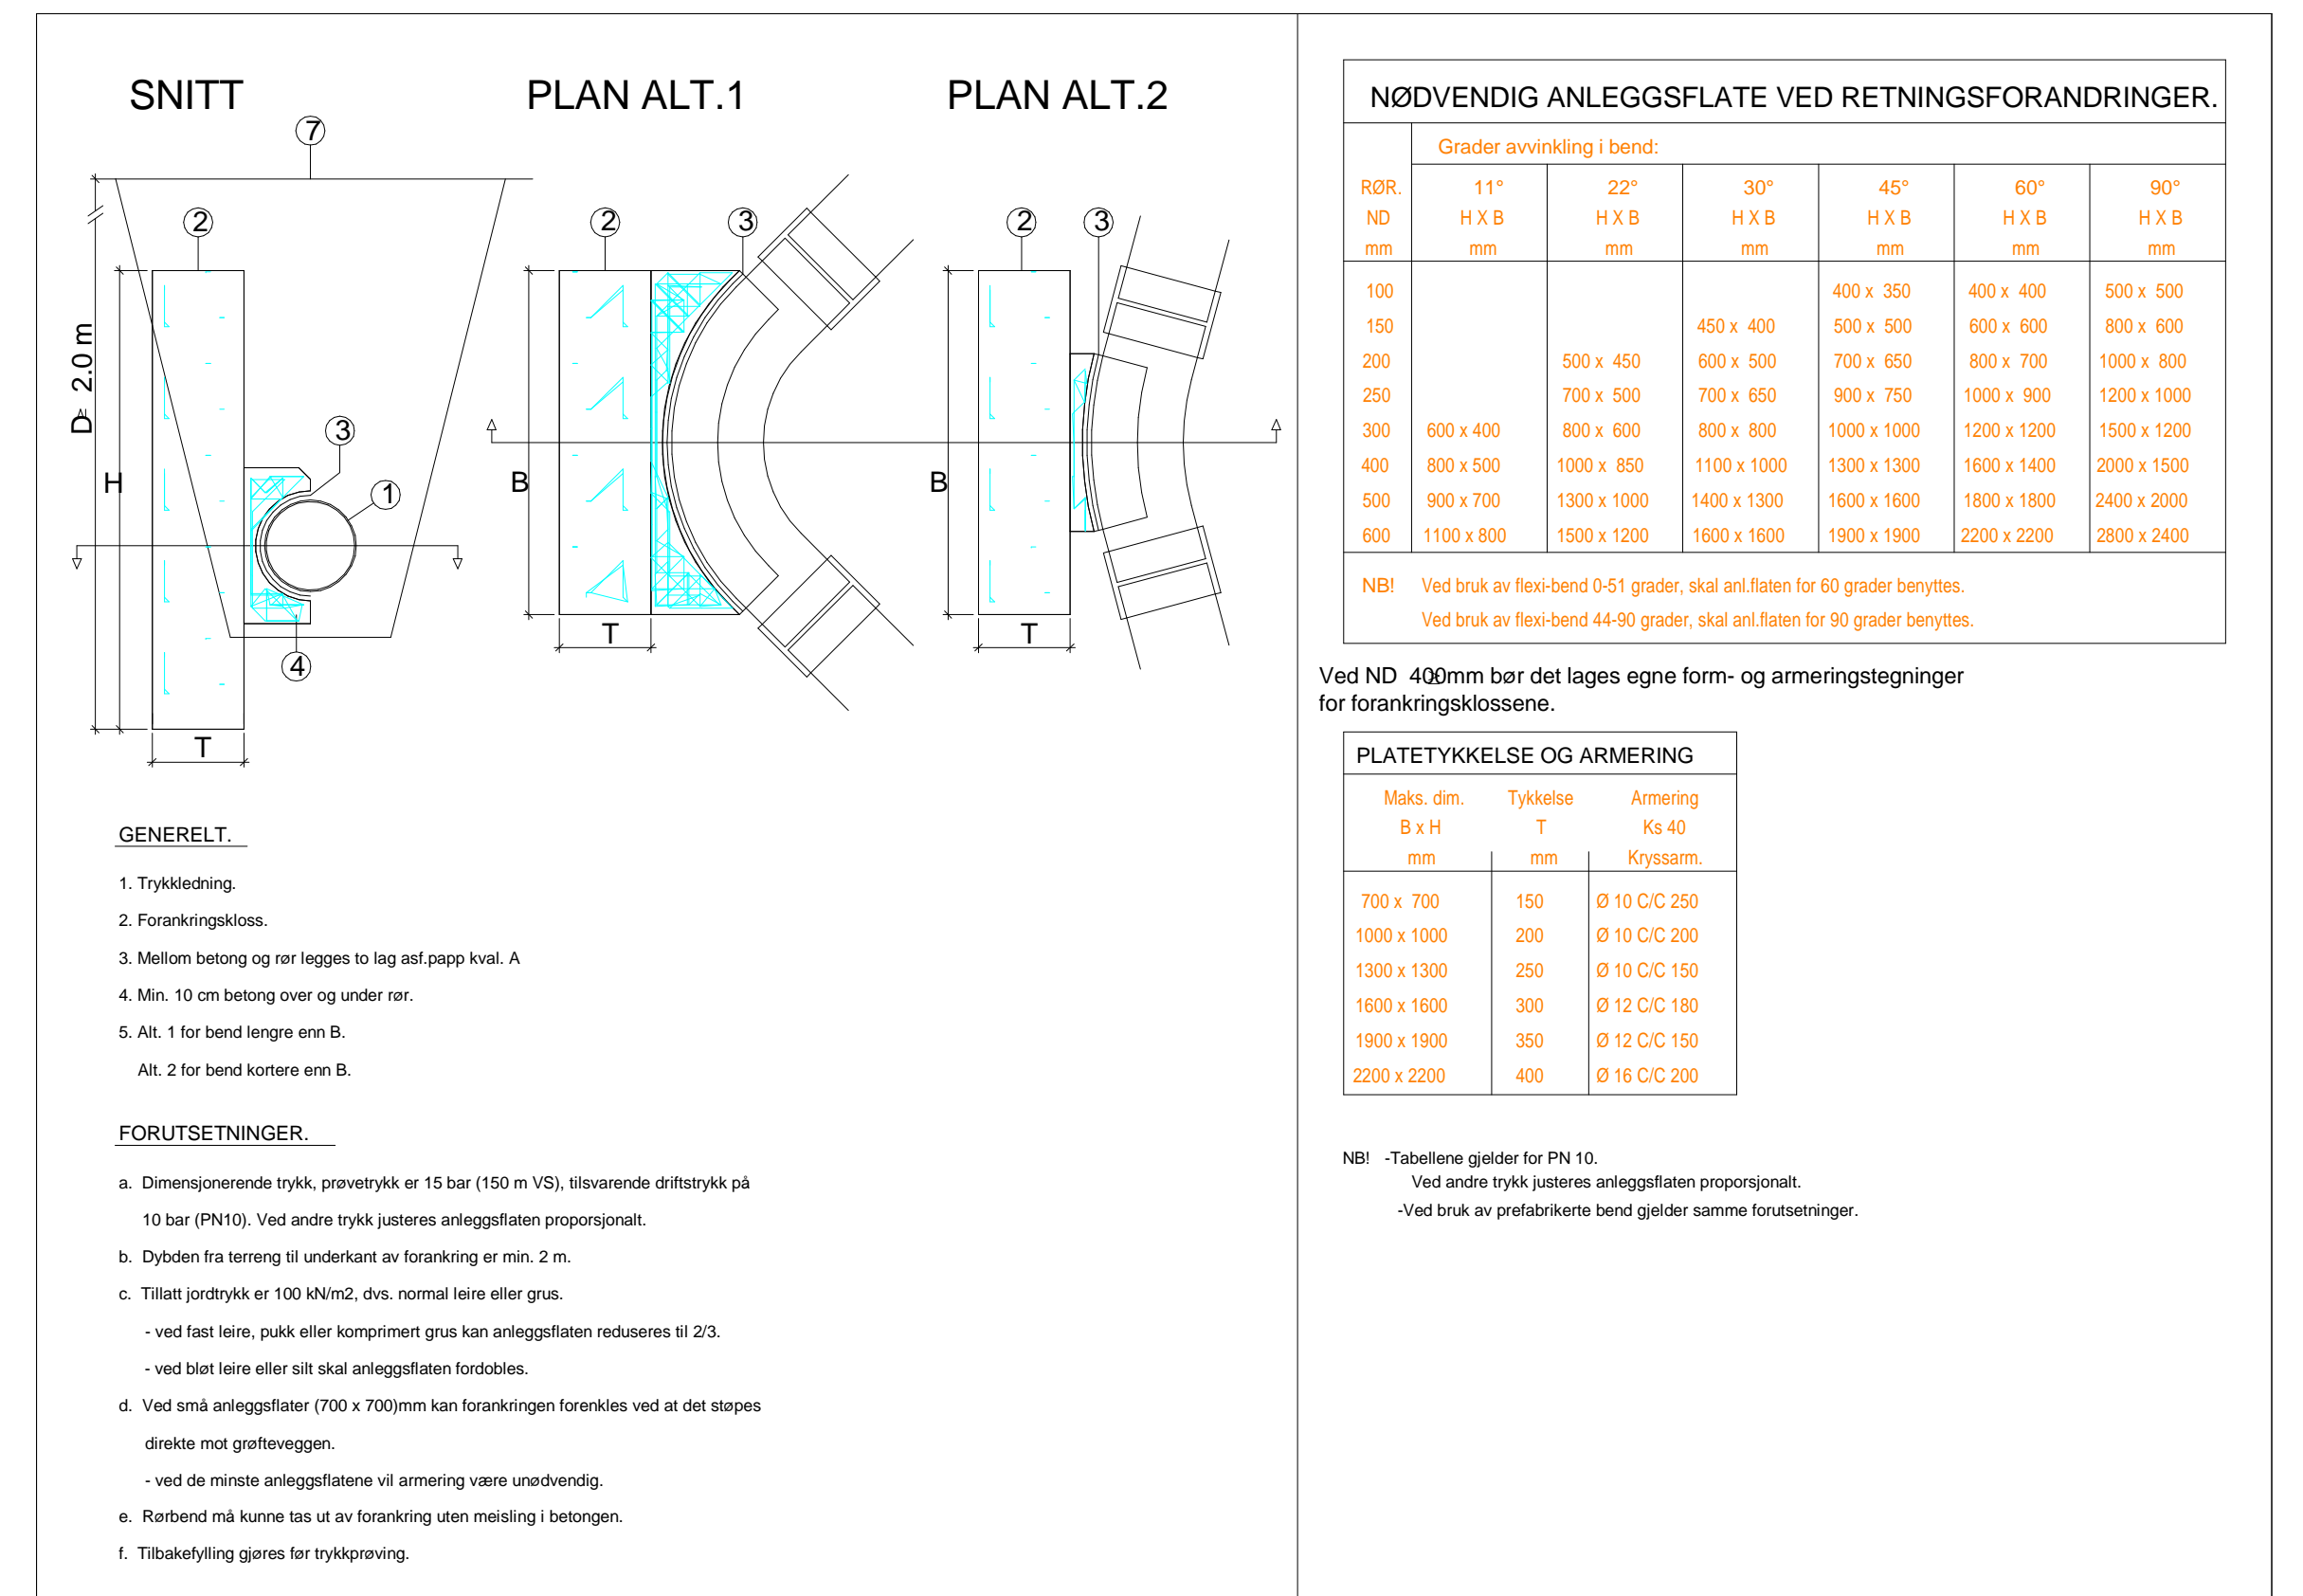 SNITT
PLAN ALT.1
PLAN ALT.2
7
2
2
3
2
3
D ≥ 2.0 m
H
3
1
4
T
B
T
B
T
GENERELT.
1. Trykkledning.
2. Forankringskloss.
3. Mellom betong og rør legges to lag asf.papp kval. A
4. Min. 10 cm betong over og under rør.
5. Alt. 1 for bend lengre enn B.
Alt. 2 for bend kortere enn B.
FORUTSETNINGER.
a. Dimensjonerende trykk, prøvetrykk er 15 bar (150 m VS), tilsvarende driftstrykk på
10 bar (PN10). Ved andre trykk justeres anleggsflaten proporsjonalt.
b. Dybden fra terreng til underkant av forankring er min. 2 m.
c. Tillatt jordtrykk er 100 kN/m2, dvs. normal leire eller grus.
- ved fast leire, pukk eller komprimert grus kan anleggsflaten reduseres til 2/3.
- ved bløt leire eller silt skal anleggsflaten fordobles.
d. Ved små anleggsflater (700 x 700)mm kan forankringen forenkles ved at det støpes
direkte mot grøfteveggen.
- ved de minste anleggsflatene vil armering være unødvendig.
e. Rørbend må kunne tas ut av forankring uten meisling i betongen.
f. Tilbakefylling gjøres før trykkprøving.
NØDVENDIG ANLEGGSFLATE VED RETNINGSFORANDRINGER.
Grader avvinkling i bend:
RØR. 11° 22° 30° 45° 60° 90°
ND H X B H X B H X B H X B H X B H X B
mm mm mm mm mm mm mm
100 400 x 350 400 x 400 500 x 500
150 450 x 400 500 x 500 600 x 600 800 x 600
200 500 x 450 600 x 500 700 x 650 800 x 700 1000 x 800
250 700 x 500 700 x 650 900 x 750 1000 x 900 1200 x 1000
300 600 x 400 800 x 600 800 x 800 1000 x 1000 1200 x 1200 1500 x 1200
400 800 x 500 1000 x 850 1100 x 1000 1300 x 1300 1600 x 1400 2000 x 1500
500 900 x 700 1300 x 1000 1400 x 1300 1600 x 1600 1800 x 1800 2400 x 2000
600 1100 x 800 1500 x 1200 1600 x 1600 1900 x 1900 2200 x 2200 2800 x 2400
NB! Ved bruk av flexi-bend 0-51 grader, skal anl.flaten for 60 grader benyttes.
Ved bruk av flexi-bend 44-90 grader, skal anl.flaten for 90 grader benyttes.
Ved ND ≥ 400mm bør det lages egne form- og armeringstegninger
for forankringsklossene.
PLATETYKKELSE OG ARMERING
Maks. dim. Tykkelse Armering
B x H T Ks 40
mm mm Kryssarm.
700 x 700 150 Ø 10 C/C 250
1000 x 1000 200 Ø 10 C/C 200
1300 x 1300 250 Ø 10 C/C 150
1600 x 1600 300 Ø 12 C/C 180
1900 x 1900 350 Ø 12 C/C 150
2200 x 2200 400 Ø 16 C/C 200
NB! -Tabellene gjelder for PN 10.
Ved andre trykk justeres anleggsflaten proporsjonalt.
-Ved bruk av prefabrikerte bend gjelder samme forutsetninger.